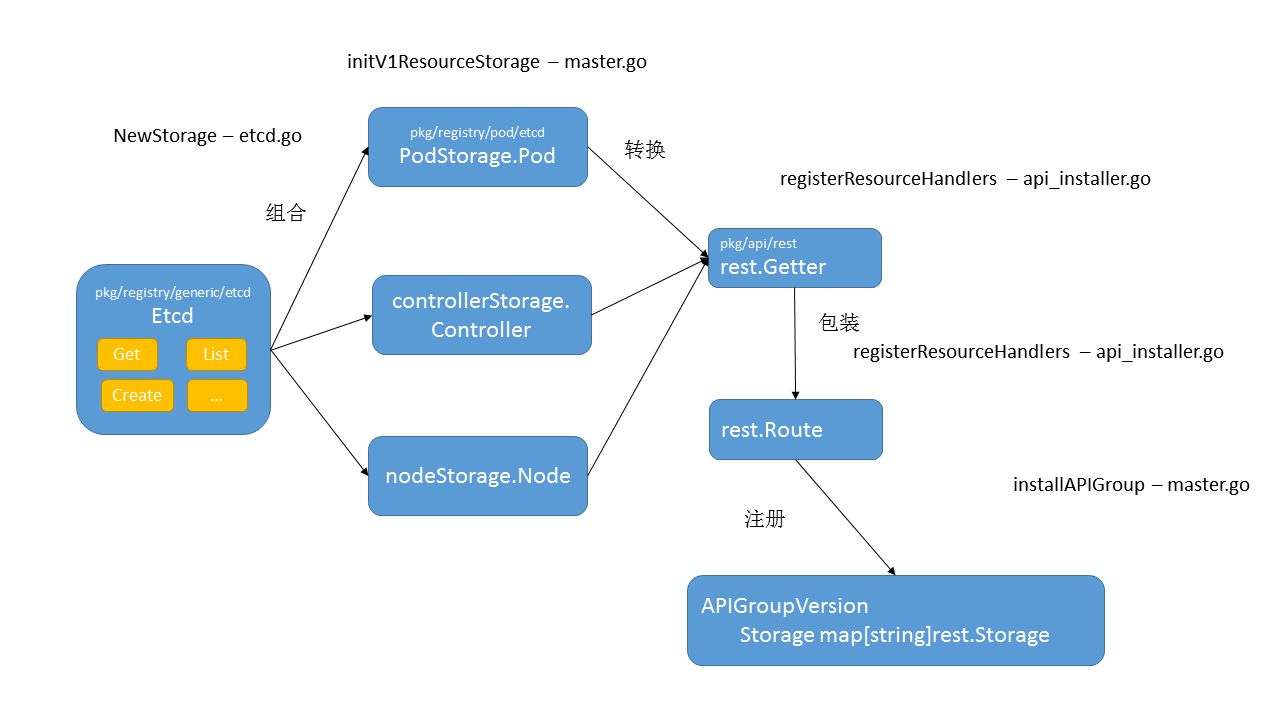 initV1ResourceStorage – master.go
NewStorage – etcd.go
pkg/registry/pod/etcd
PodStorage.Pod
转换
registerResourceHandlers – api_installer.go
组合
pkg/api/rest
rest.Getter
pkg/registry/generic/etcd
Etcd
Get
List
Create
...
controllerStorage.
Controller
包装
registerResourceHandlers – api_installer.go
rest.Route
nodeStorage.Node
installAPIGroup – master.go
注册
APIGroupVersion
Storage map[string]rest.Storage